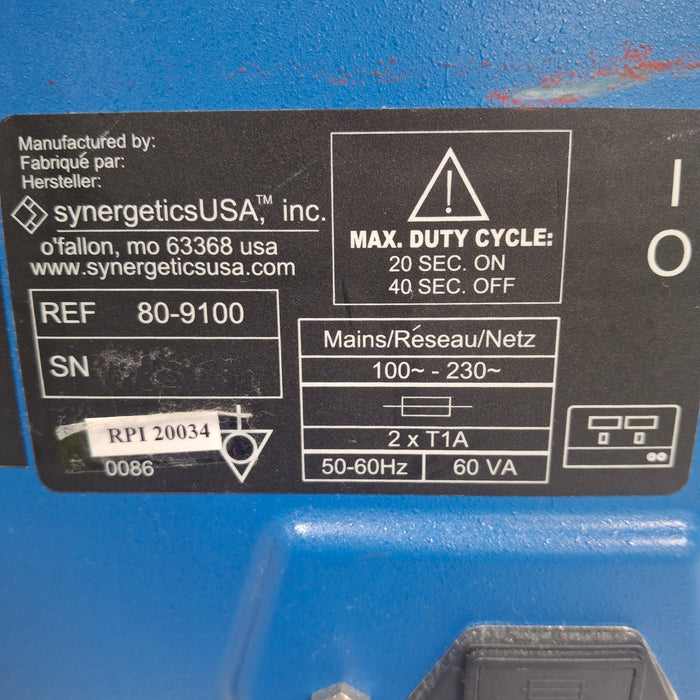 Manufactured by:
Fabriqué par:
Hersteller:
synergeticsUSA,™ inc.
o'fallon, mo 63368 usa
www.synergeticsusa.com
REF 80-9100
SN
RPI 20034
0086
MAX. DUTY CYCLE:
20 SEC. ON
40 SEC. OFF
Mains/Réseau/Netz
100~ - 230~
2 x T1A
50-60Hz 60 VA
I
O